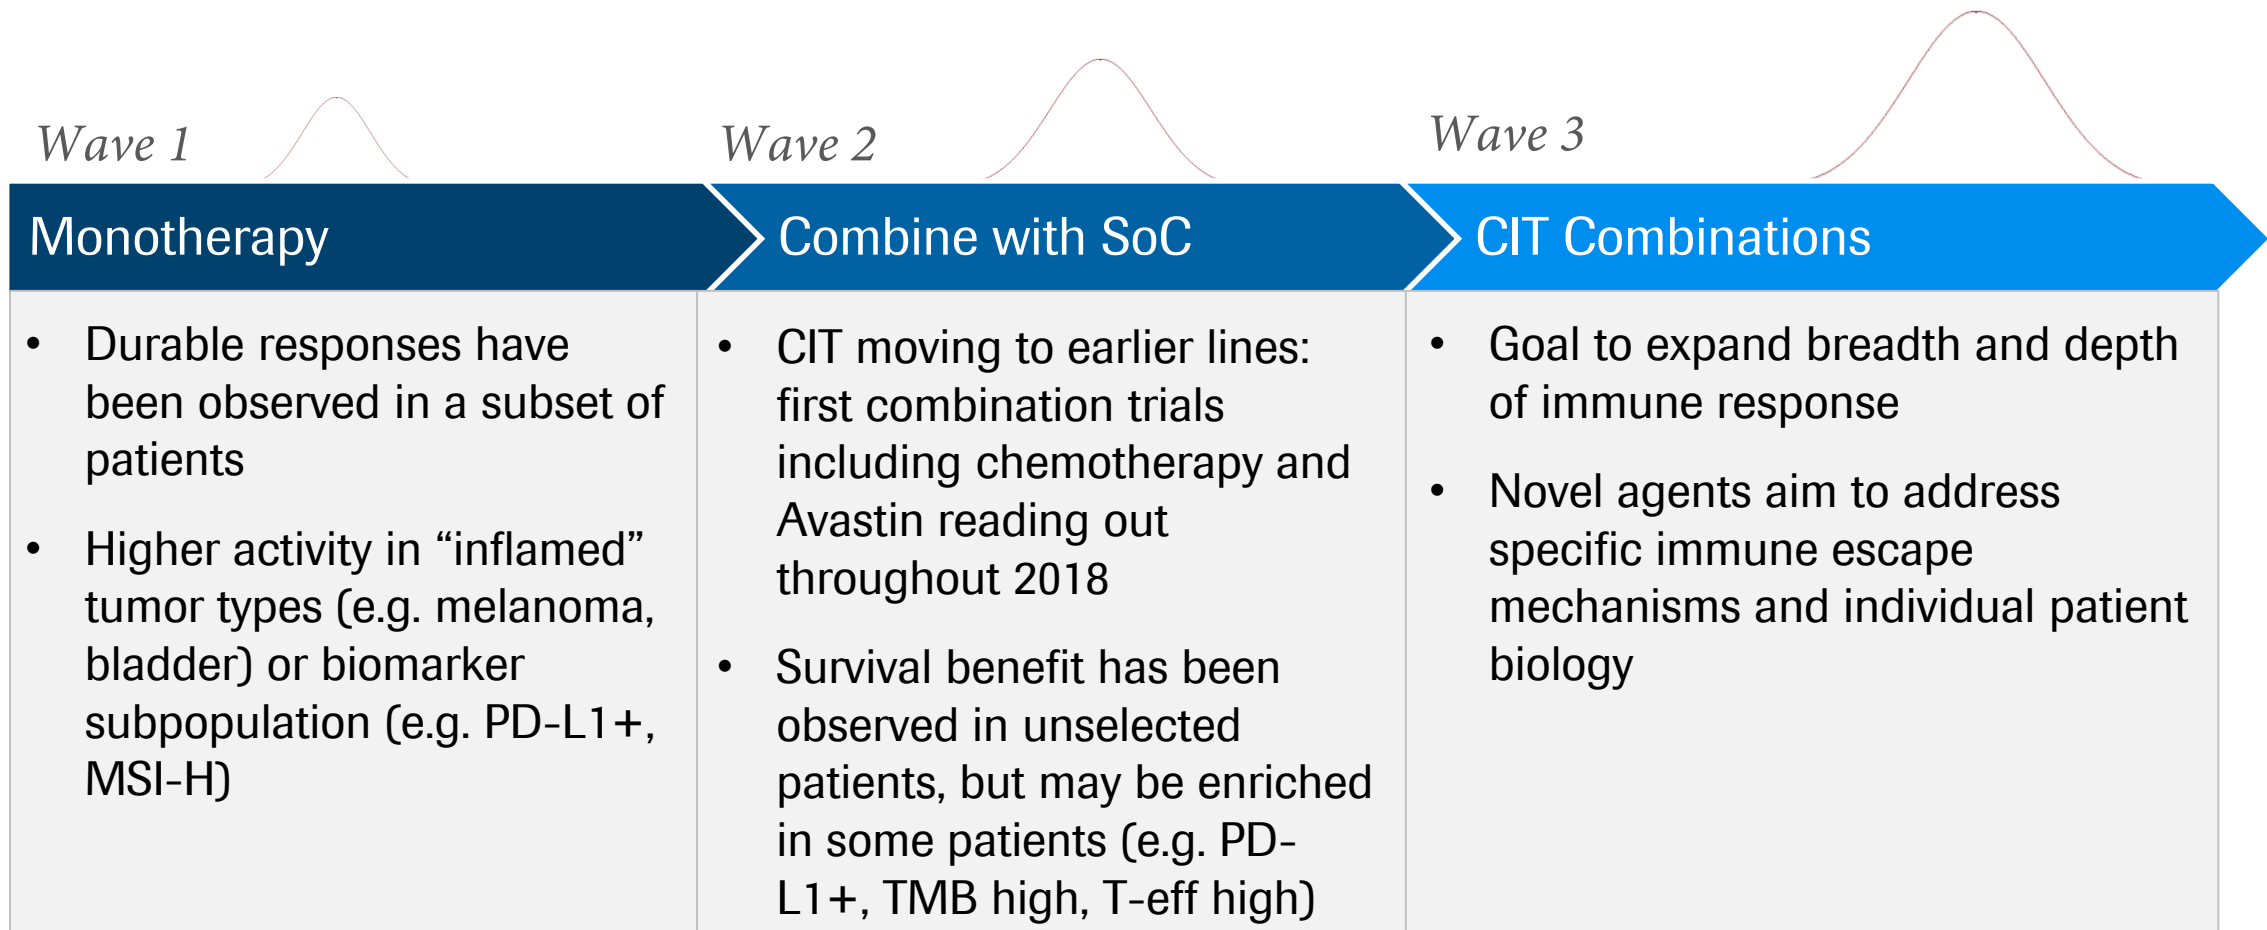 Wave 1
Monotherapy
• Durable responses have
been observed in a subset of
patients
• Higher activity in “inflamed”
tumor types (e.g. melanoma,
bladder) or biomarker
subpopulation (e.g. PD-L1+,
MSI-H)
Wave 2
Combine with SoC
• CIT moving to earlier lines:
first combination trials
including chemotherapy and
Avastin reading out
throughout 2018
• Survival benefit has been
observed in unselected
patients, but may be enriched
in some patients (e.g. PD-
L1+, TMB high, T-eff high)
Wave 3
CIT Combinations
• Goal to expand breadth and depth
of immune response
• Novel agents aim to address
specific immune escape
mechanisms and individual patient
biology